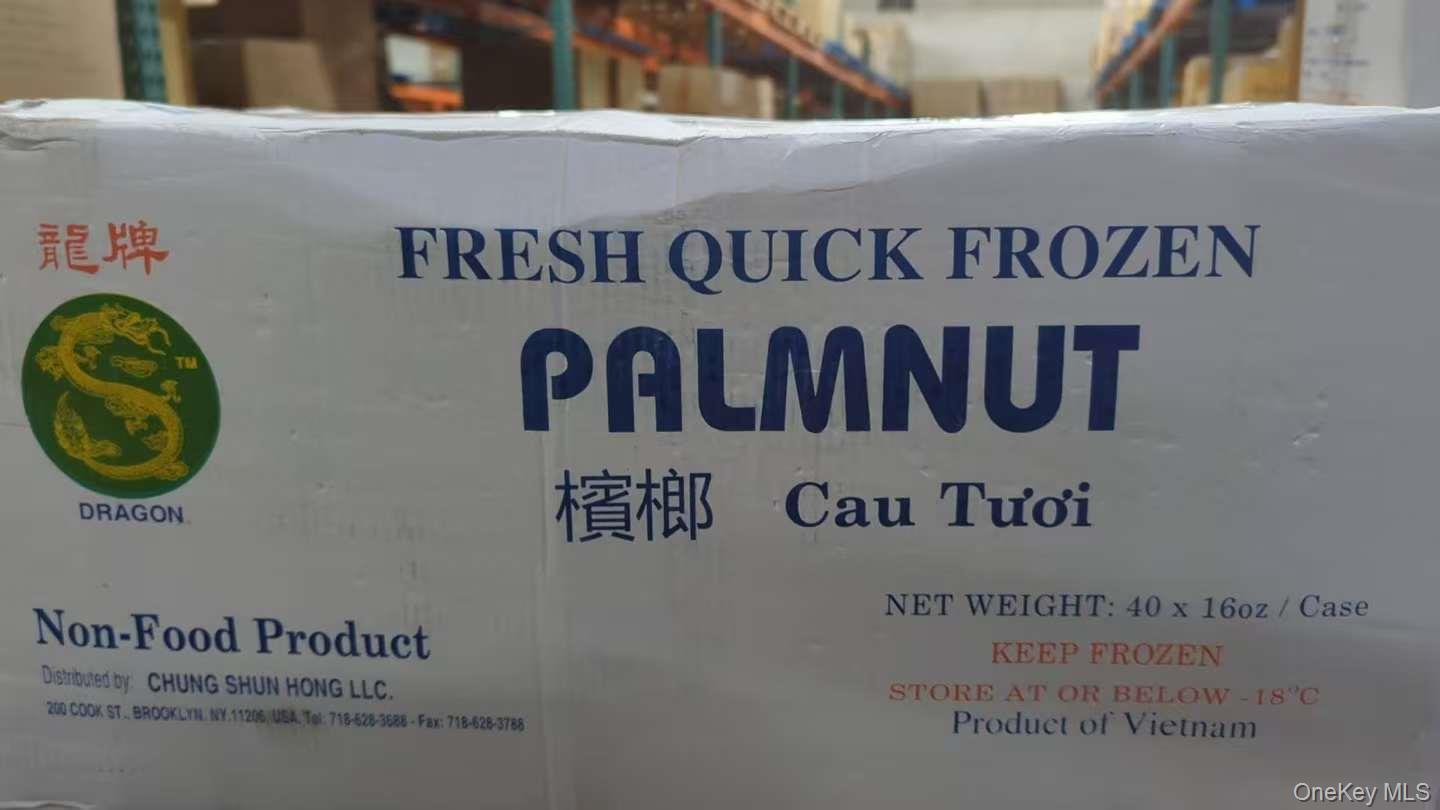 龍牌
TM
DRAGON
FRESH QUICK FROZEN
PALMNUT
檳榔 Cau Tươi
Non-Food Product
Distributed by: CHUNG SHUN HONG LLC.
200 COOK ST., BROOKLYN, NY.11206, USA, Tel: 718-628-3688 - Fax: 718-628-3788
NET WEIGHT: 40 x 16oz / Case
KEEP FROZEN
STORE AT OR BELOW -18°C
Product of Vietnam
OneKey MLS